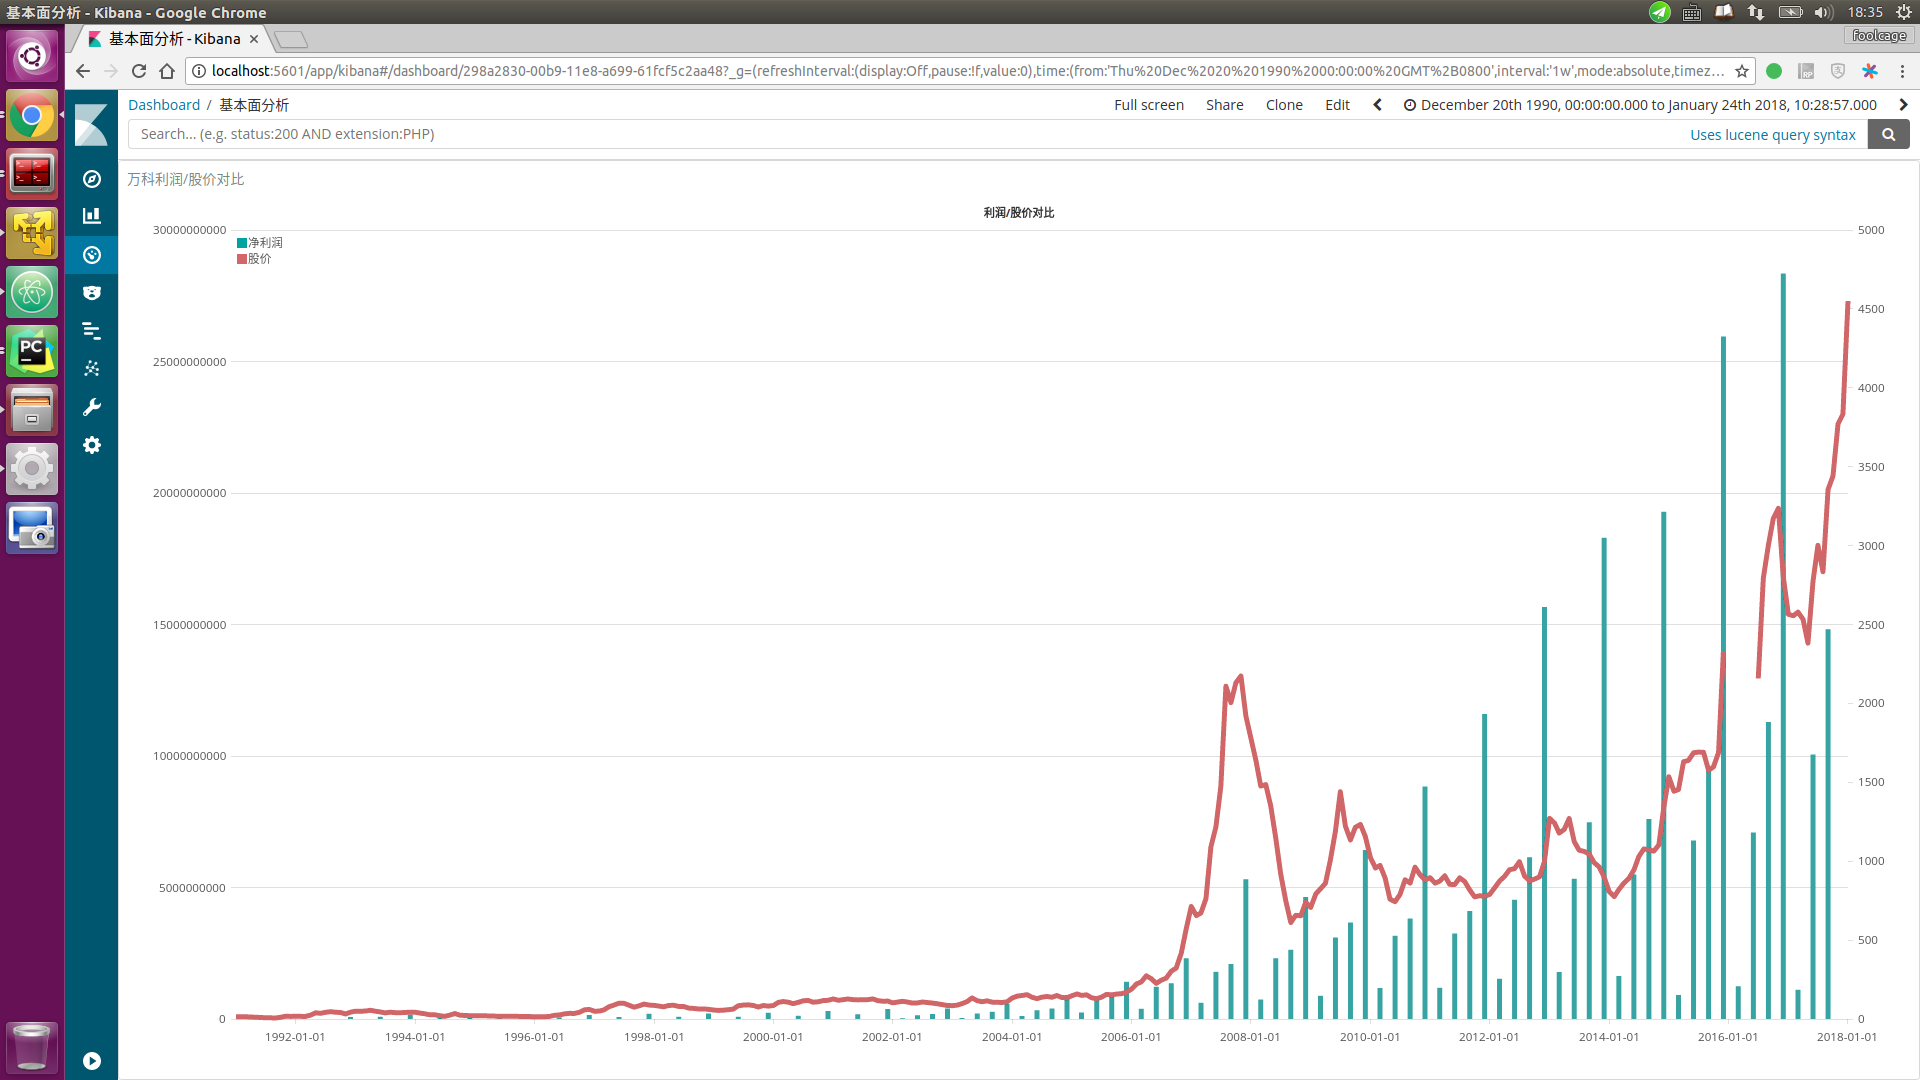 基本面分析 - Kibana - Google Chrome
18:35
基本面分析 - Kibana
foolcage
localhost:5601/app/kibana#/dashboard/298a2830-00b9-11e8-a699-61fcf5c2aa48?_g=(refreshInterval:(display:Off,pause:!f,value:0),time:(from:'Thu%20Dec%2020%201990%2000:00:00%20GMT%2B0800',interval:'1w',mode:absolute,timez...
Dashboard / 基本面分析
Full screen Share Clone Edit December 20th 1990, 00:00:00.000 to January 24th 2018, 10:28:57.000
Search... (e.g. status:200 AND extension:PHP)
Uses lucene query syntax
万科利润/股价对比
利润/股价对比
净利润
股价
30000000000
25000000000
20000000000
15000000000
10000000000
5000000000
0
5000
4500
4000
3500
3000
2500
2000
1500
1000
500
0
1992-01-01 1994-01-01 1996-01-01 1998-01-01 2000-01-01 2002-01-01 2004-01-01 2006-01-01 2008-01-01 2010-01-01 2012-01-01 2014-01-01 2016-01-01 2018-01-01
PC